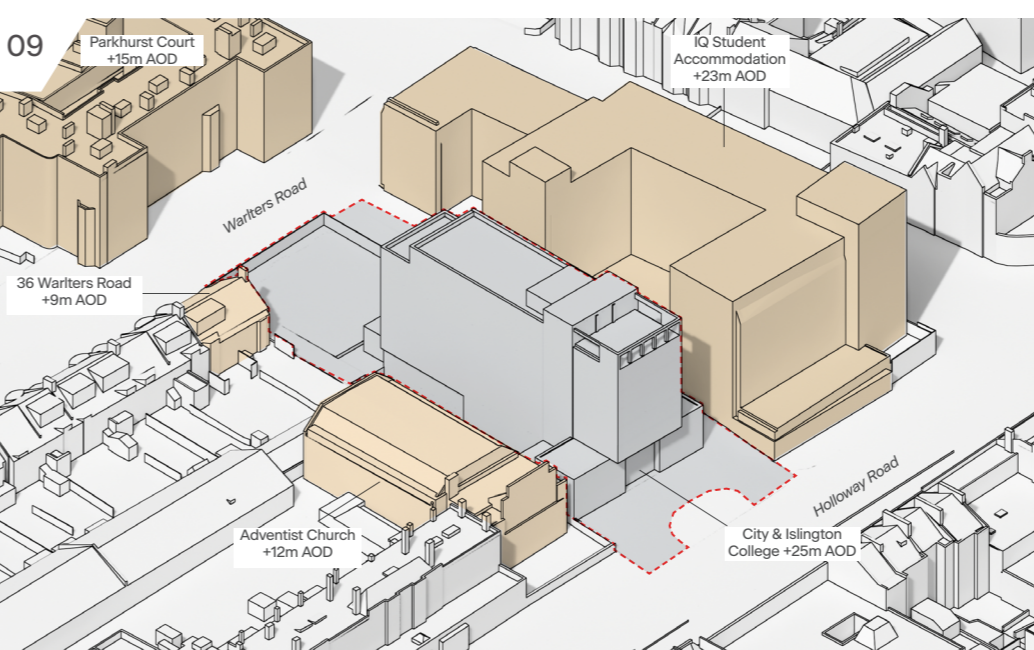 09
Parkhurst Court
+15m AOD
IQ Student
Accommodation
+23m AOD
Warlters Road
36 Warlters Road
+9m AOD
Holloway Road
Adventist Church
+12m AOD
City & Islington
College +25m AOD